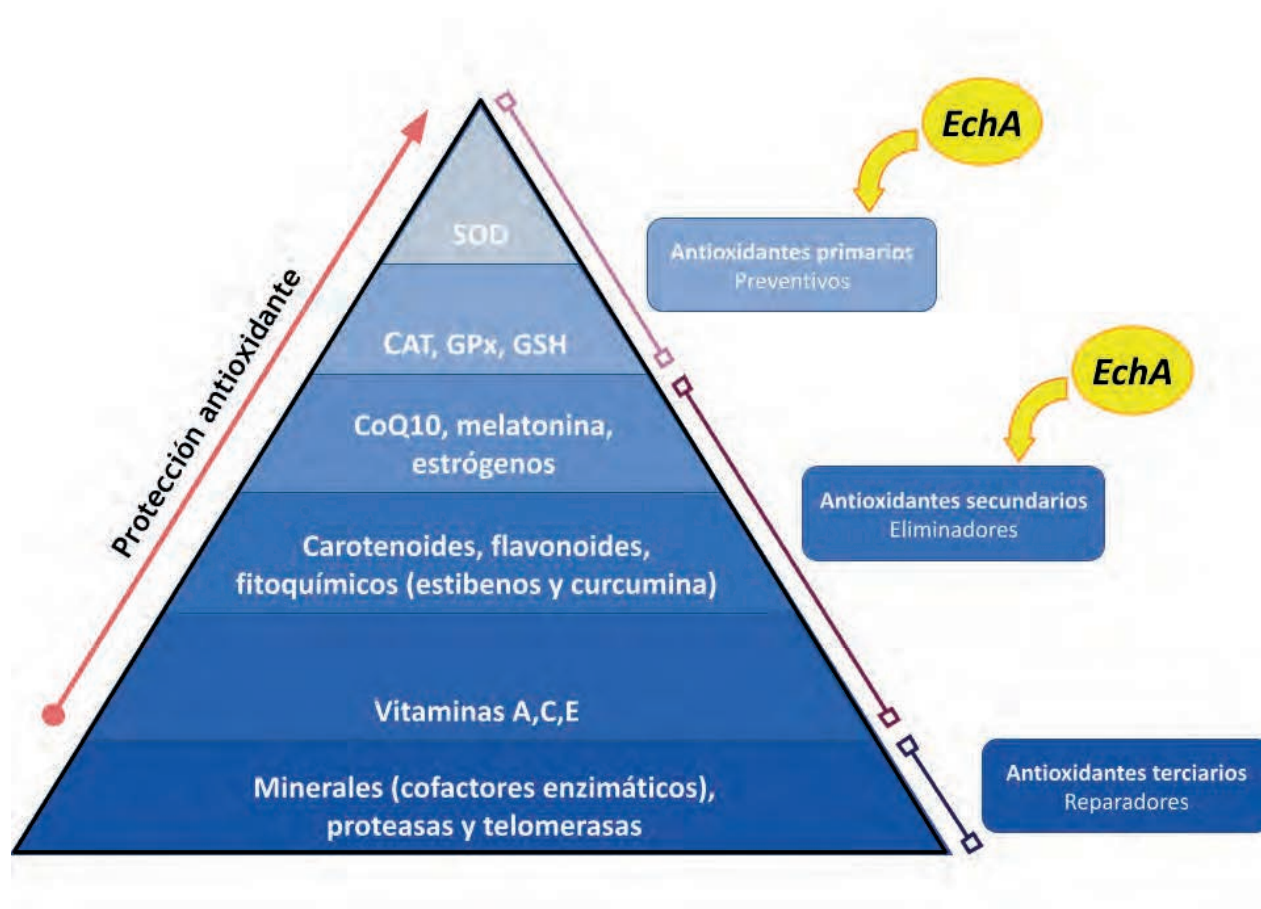 EchA
Antioxidantes primarios
Preventivos
SOD
CAT, GPx, GSH
EchA
CoQ10, melatonina,
estrógenos
Antioxidantes secundarios
Eliminadores
Carotenoides, flavonoides,
fitoquímicos (estibenos y curcumina)
Vitaminas A,C,E
Minerales (cofactores enzimáticos),
proteasas y telomerasas
Antioxidantes terciarios
Reparadores
Protección antioxidante